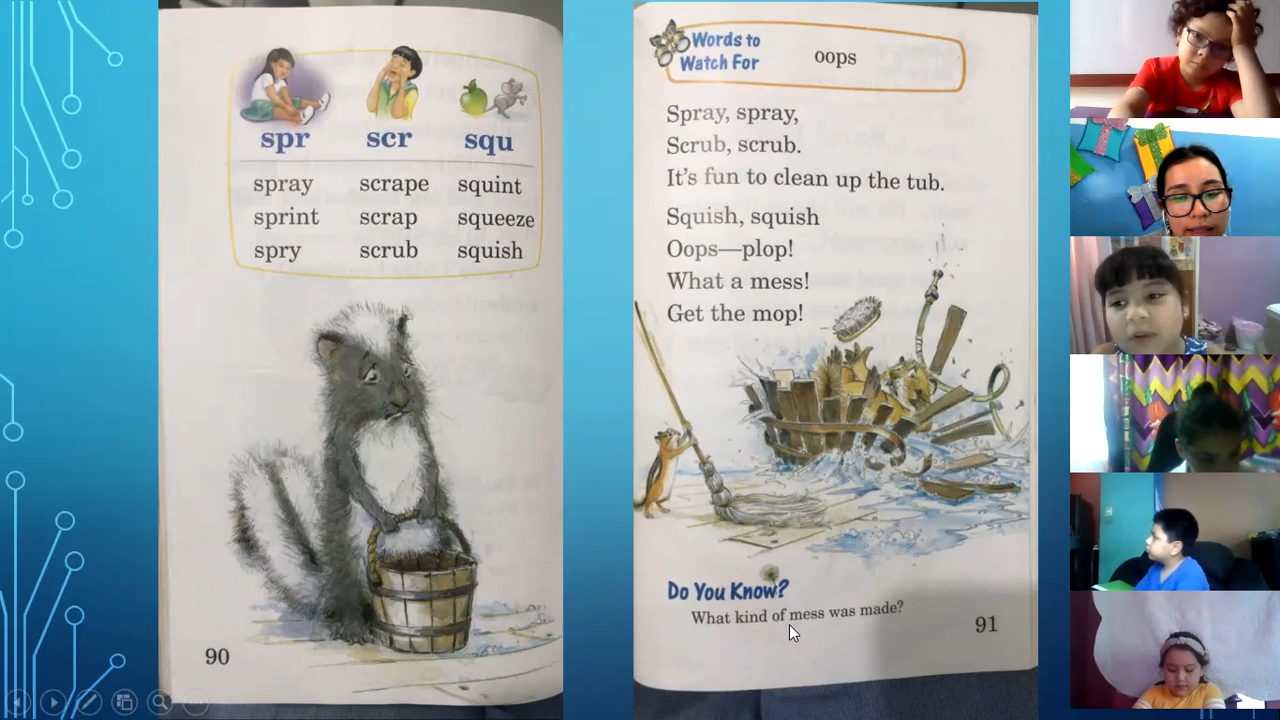 spr scr squ
spray scrape squint
sprint scrap squeeze
spry scrub squish
90
Words to
Watch For
oops
Spray, spray,
Scrub, scrub.
It's fun to clean up the tub.
Squish, squish
Oops—plop!
What a mess!
Get the mop!
Do You Know?
What kind of mess was made?
91